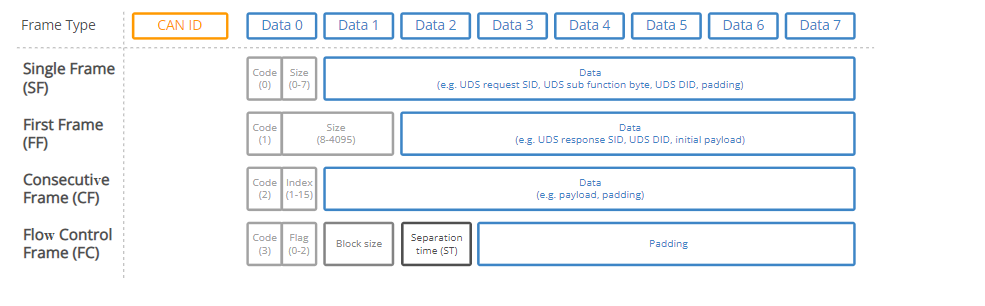 Frame Type CAN ID Data 0 Data 1 Data 2 Data 3 Data 4 Data 5 Data 6 Data 7
Single Frame
(SF)
Code
(0)
Size
(0-7)
Data
(e.g. UDS request SID, UDS sub function byte, UDS DID, padding)
First Frame
(FF)
Code
(1)
Size
(8-4095)
Data
(e.g. UDS response SID, UDS DID, initial payload)
Consecutive
Frame (CF)
Code
(2)
Index
(1-15)
Data
(e.g. payload, padding)
Flow Control
Frame (FC)
Code
(3)
Flag
(0-2)
Block size
Separation
time (ST)
Padding